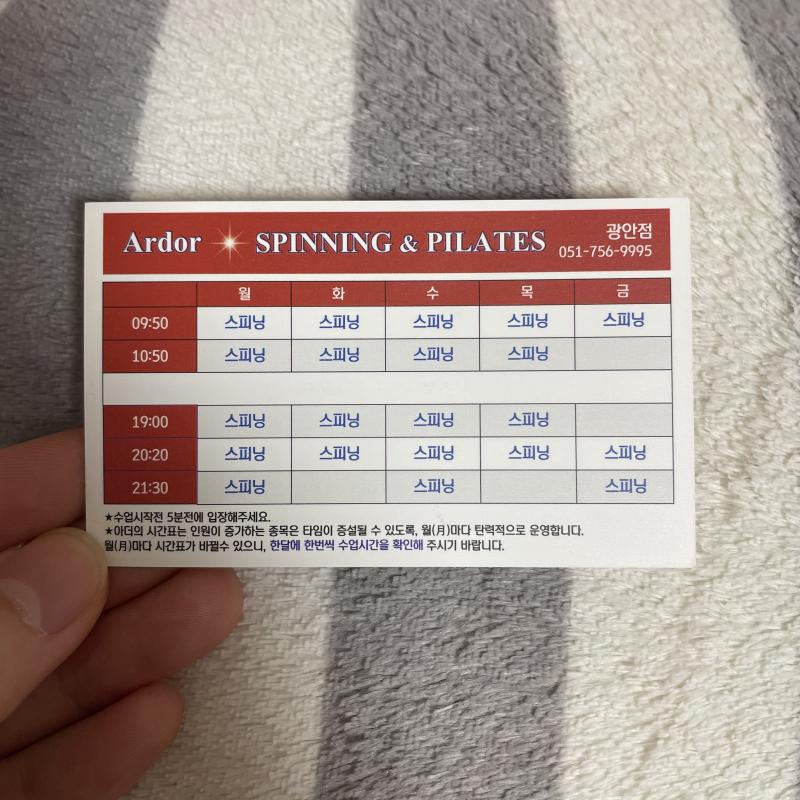 Ardor SPINNING & PILATES 광안점
051-756-9995
월 화 수 목 금
09:50 스피닝 스피닝 스피닝 스피닝 스피닝
10:50 스피닝 스피닝 스피닝 스피닝
19:00 스피닝 스피닝 스피닝 스피닝
20:20 스피닝 스피닝 스피닝 스피닝 스피닝
21:30 스피닝 스피닝 스피닝
★수업시작전 5분전에 입장해주세요.
★아더의 시간표는 인원이 증가하는 종목은 타임이 증설될 수 있도록, 월(月)마다 탄력적으로 운영합니다.
월(月)마다 시간표가 바뀔수 있으니, 한달에 한번씩 수업시간을 확인해 주시기 바랍니다.